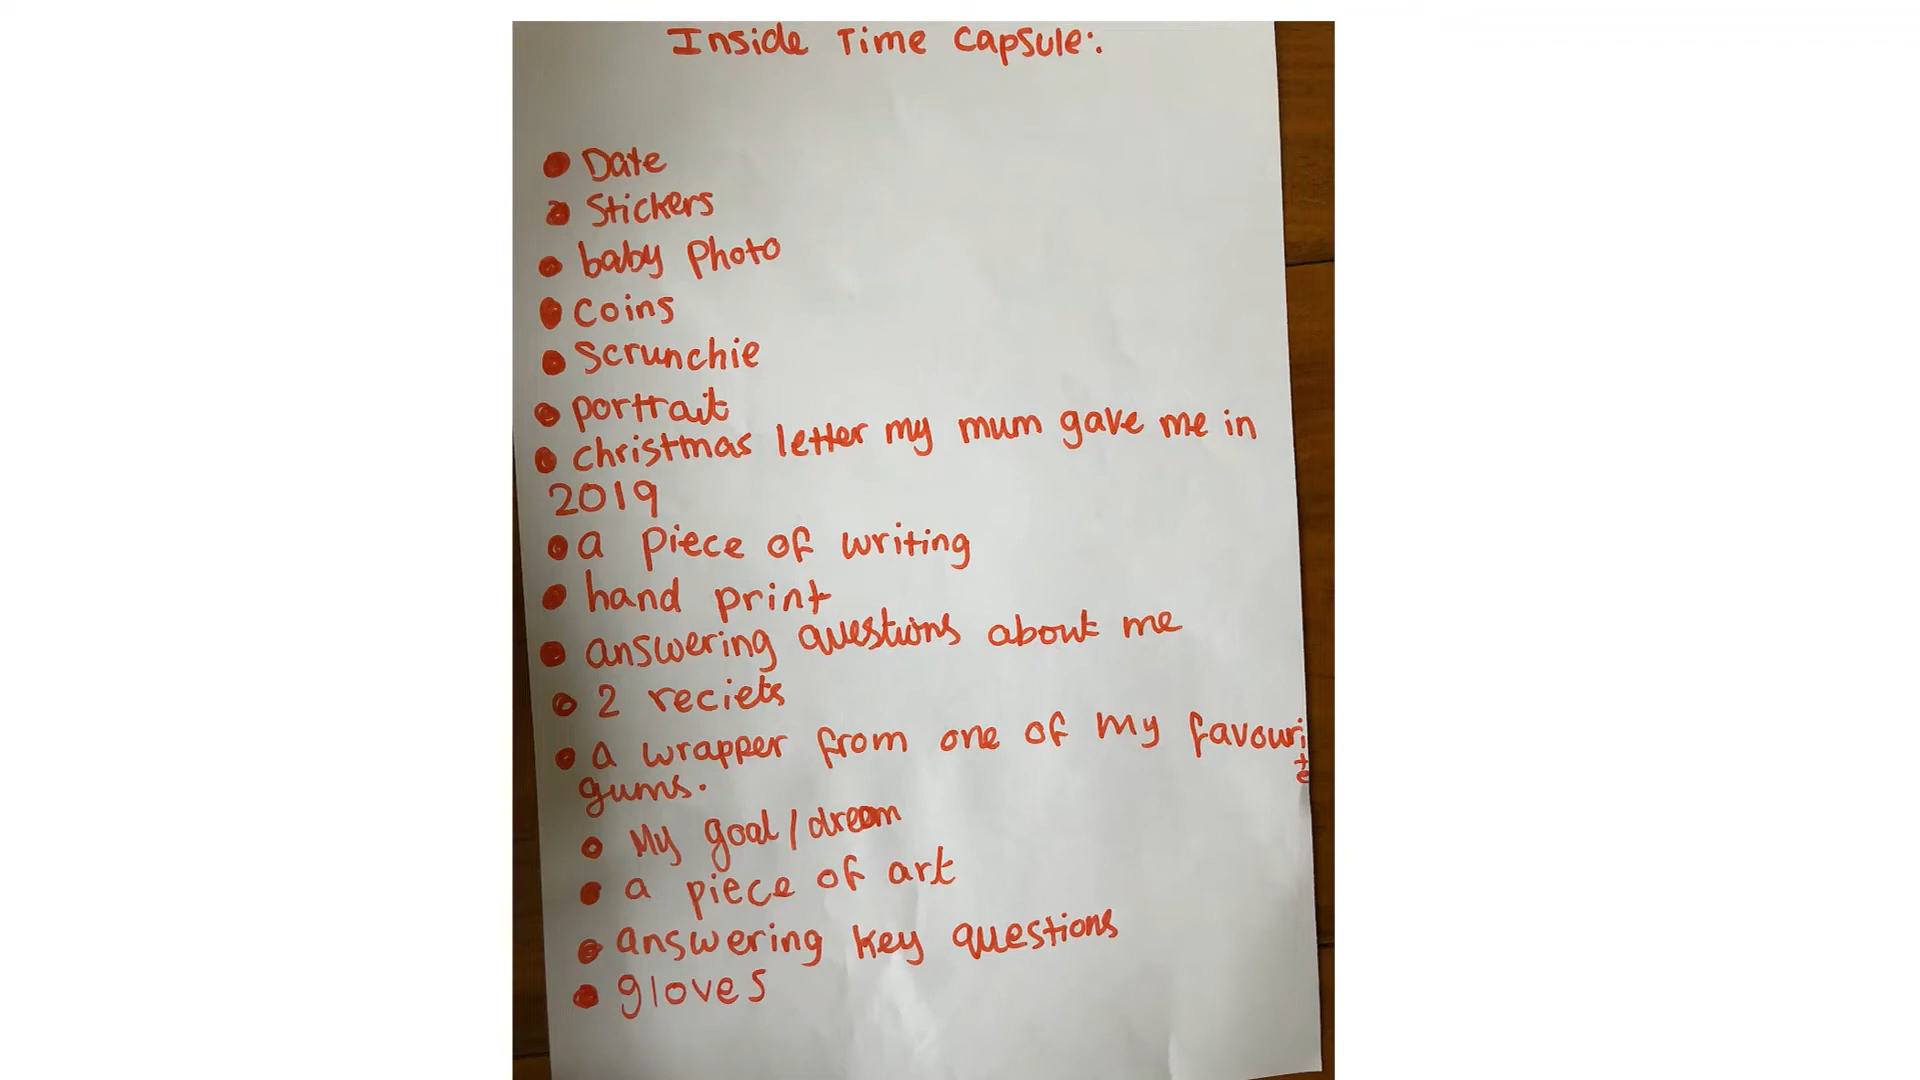 Inside Time Capsule:.
• Date
• Stickers
• baby Photo
• Coins
• Scrunchie
• portrait
• christmas letter my mum gave me in
2019
• a piece of writing
• hand print
• answering questions about me
• 2 reciets
• a wrapper from one of my favourite
gums.
• My goal/dream
• a piece of art
• answering key questions
• gloves